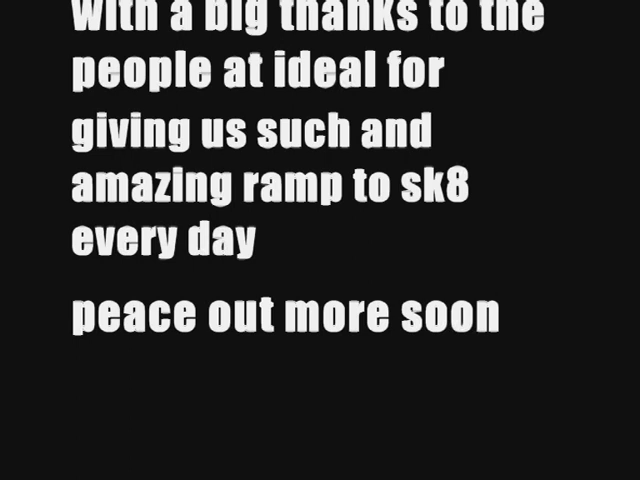 with a big thanks to the
people at ideal for
giving us such and
amazing ramp to sk8
every day
peace out more soon